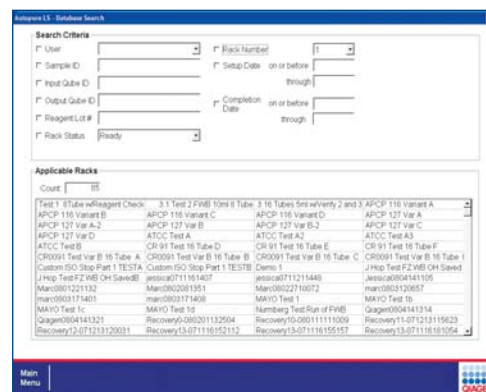 Autopure LS - Database Search
Search Criteria
User
Rack Number 1
Sample ID
Setup Date on or before
Input Qube ID
through
Output Qube ID
Completion Date on or before
Reagent Lot #
through
Rack Status Ready
Applicable Racks
Count: 85
Test 1 8Tube w/Reagent Check 3.1 Test 2 FWB 10ml 8 Tube 3.16 Tubes 5ml w/Verify 2 and 3 APCP 116 Variant A
APCP 116 Variant B APCP 116 Variant C APCP 116 Variant D APCP 127 Var A
APCP 127 Var A-2 APCP 127 Var B APCP 127 Var B-2 APCP 127 Var C
APCP 127 Var D ATCC Test A ATCC Test A2 ATCC Test A3
ATCC Test B CR 91 Test 16 Tube D CR 91 Test 16 Tube E CR 91 Test 16 Tube F
CR0091 Test Var B 16 Tube A CR0091 Test Var B 16 Tube B CR0091 Test Var B 16 Tube C CR0091 Test Var B 16 Tube
Custom ISO Stop Part 1 TESTA Custom ISO Stop Part 1 TESTB Demo 1 J Hop Test FZ WB OH Saved
J Hop Test FZ WB OH SavedB jessica0711161407 jessica0711211448 Jessica0804141105
Marc0801221132 Marc0802081351 Marc08022710072 marc0803120657
marc0803171401 marc0803171408 MAYO Test 1 MAYO Test 1b
MAYO Test 1c MAYO Test 1d Nurnberg Test Run of FWB Qiagen0804141314
Qiagen0804141321 Recovery0-080201132504 Recovery10-080111111009 Recovery11-071213115623
Recovery12-071213120031 Recovery13-071116152112 Recovery13-071116155157 Recovery13-071116161054
Main
Menu
QIAGEN